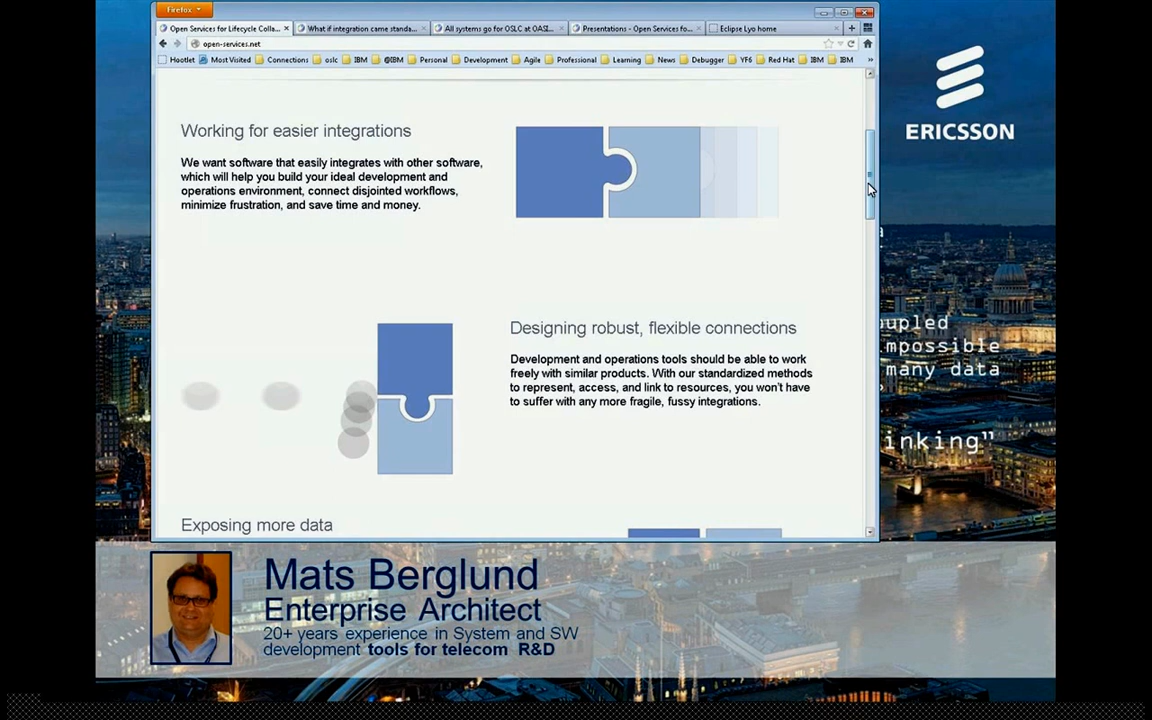 Firefox
Open Services for Lifecycle Colla...
What if integration came standa...
All systems go for OSLC at OASI...
Presentations - Open Services fo...
Eclipse Lyo home
open-services.net
Hootlet
Most Visited
Connections
oslc
IBM
@IBM
Personal
Development
Agile
Professional
Learning
News
Debugger
YF6
Red Hat
IBM
IBM
ERICSSON
Working for easier integrations
We want software that easily integrates with other software,
which will help you build your ideal development and
operations environment, connect disjointed workflows,
minimize frustration, and save time and money.
Designing robust, flexible connections
Development and operations tools should be able to work
freely with similar products. With our standardized methods
to represent, access, and link to resources, you won't have
to suffer with any more fragile, fussy integrations.
Exposing more data
a
upled
mpossible
many data
inking"
Mats Berglund
Enterprise Architect
20+ years experience in System and SW
development tools for telecom R&D